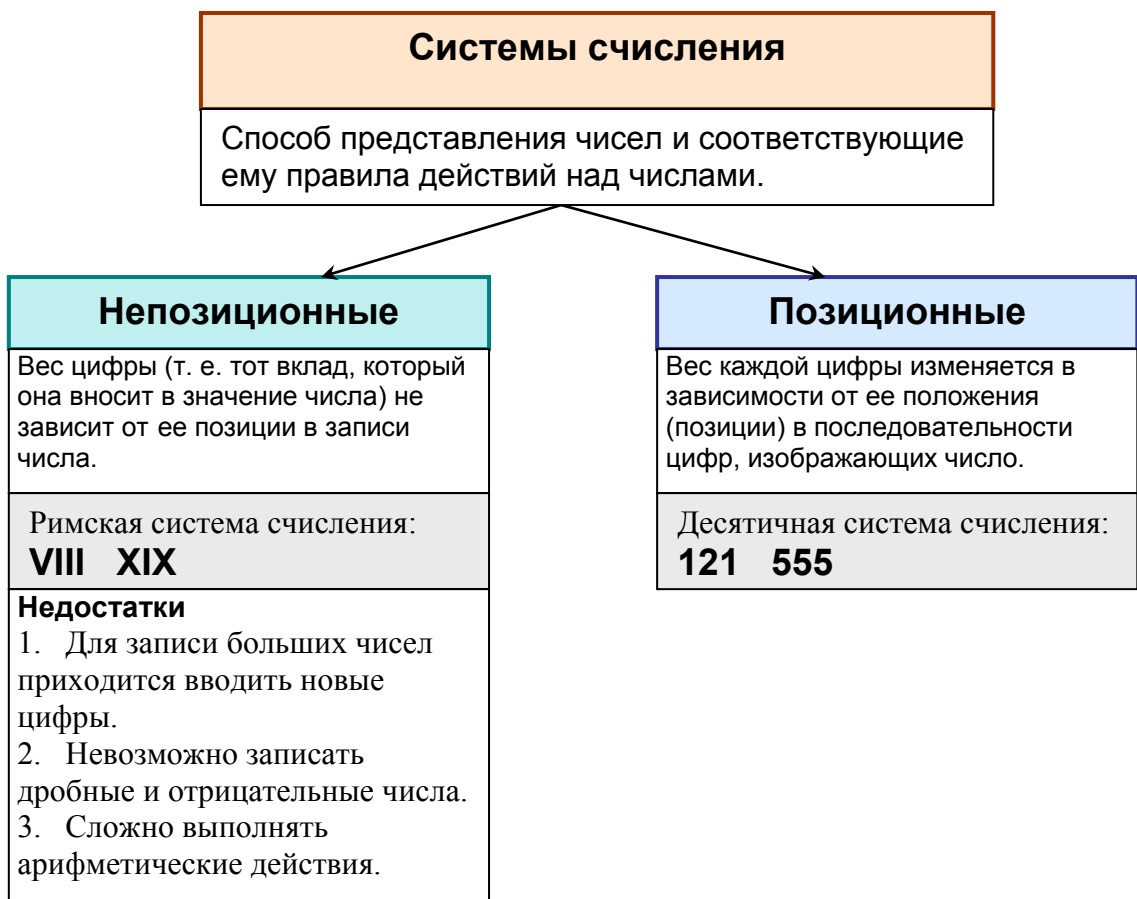 Системы счисления
Способ представления чисел и соответствующие
ему правила действий над числами.
Непозиционные
Вес цифры (т. е. тот вклад, который
она вносит в значение числа) не
зависит от ее позиции в записи
числа.
Римская система счисления:
VIII XIX
Недостатки
1. Для записи больших чисел
приходится вводить новые
цифры.
2. Невозможно записать
дробные и отрицательные числа.
3. Сложно выполнять
арифметические действия.
Позиционные
Вес каждой цифры изменяется в
зависимости от ее положения
(позиции) в последовательности
цифр, изображающих число.
Десятичная система счисления:
121 555